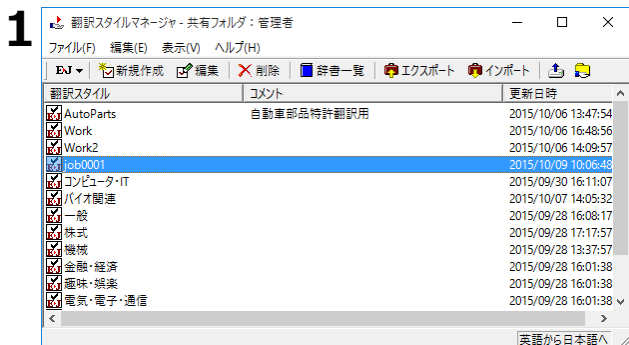 1
翻訳スタイルマネージャ - 共有フォルダ：管理者
ファイル(F) 編集(E) 表示(V) ヘルプ(H)
EJ 新規作成 編集 削除 辞書一覧 エクスポート インポート
翻訳スタイル コメント 更新日時
AutoParts 自動車部品特許翻訳用 2015/10/06 13:47:54
Work 2015/10/06 16:48:56
Work2 2015/10/06 14:09:57
job0001 2015/10/09 10:06:48
コンピュータ・IT 2015/09/30 16:11:07
バイオ関連 2015/10/07 14:05:32
一般 2015/09/28 16:08:17
株式 2015/09/28 17:17:57
機械 2015/09/28 13:37:57
金融・経済 2015/09/28 16:01:38
趣味・娯楽 2015/09/28 16:01:38
電気・電子・通信 2015/09/28 16:01:38
英語から日本語へ